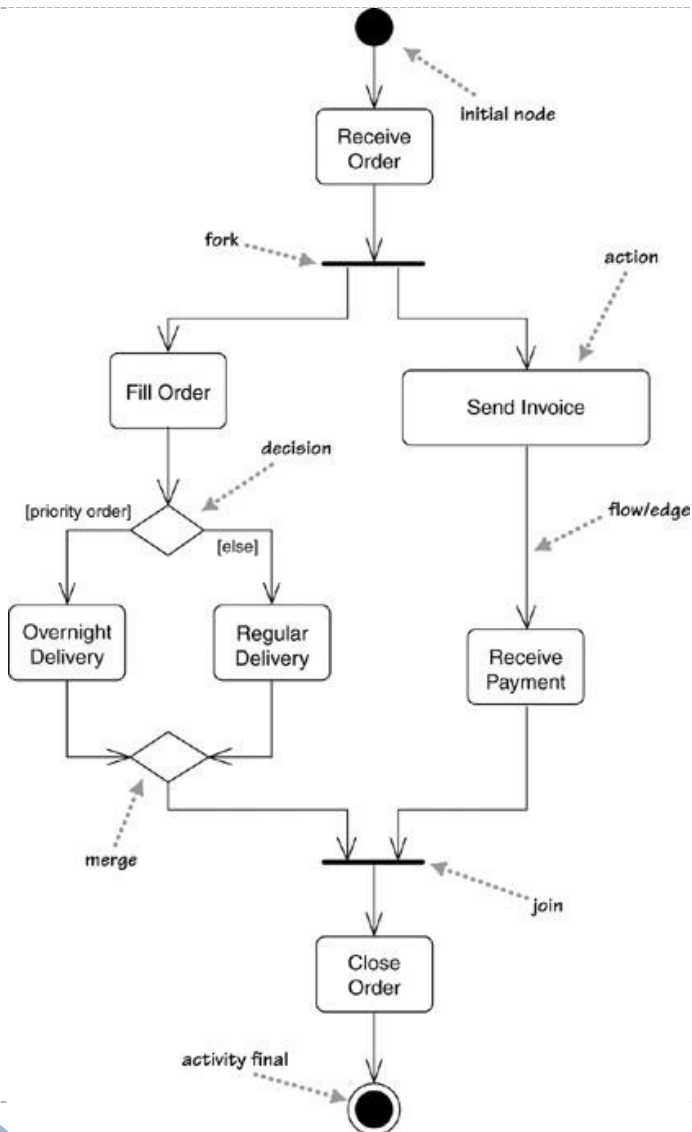 initial node
Receive
Order
fork
action
Fill Order
Send Invoice
decision
[priority order]
[else]
flow/edge
Overnight
Delivery
Regular
Delivery
Receive
Payment
merge
join
Close
Order
activity final